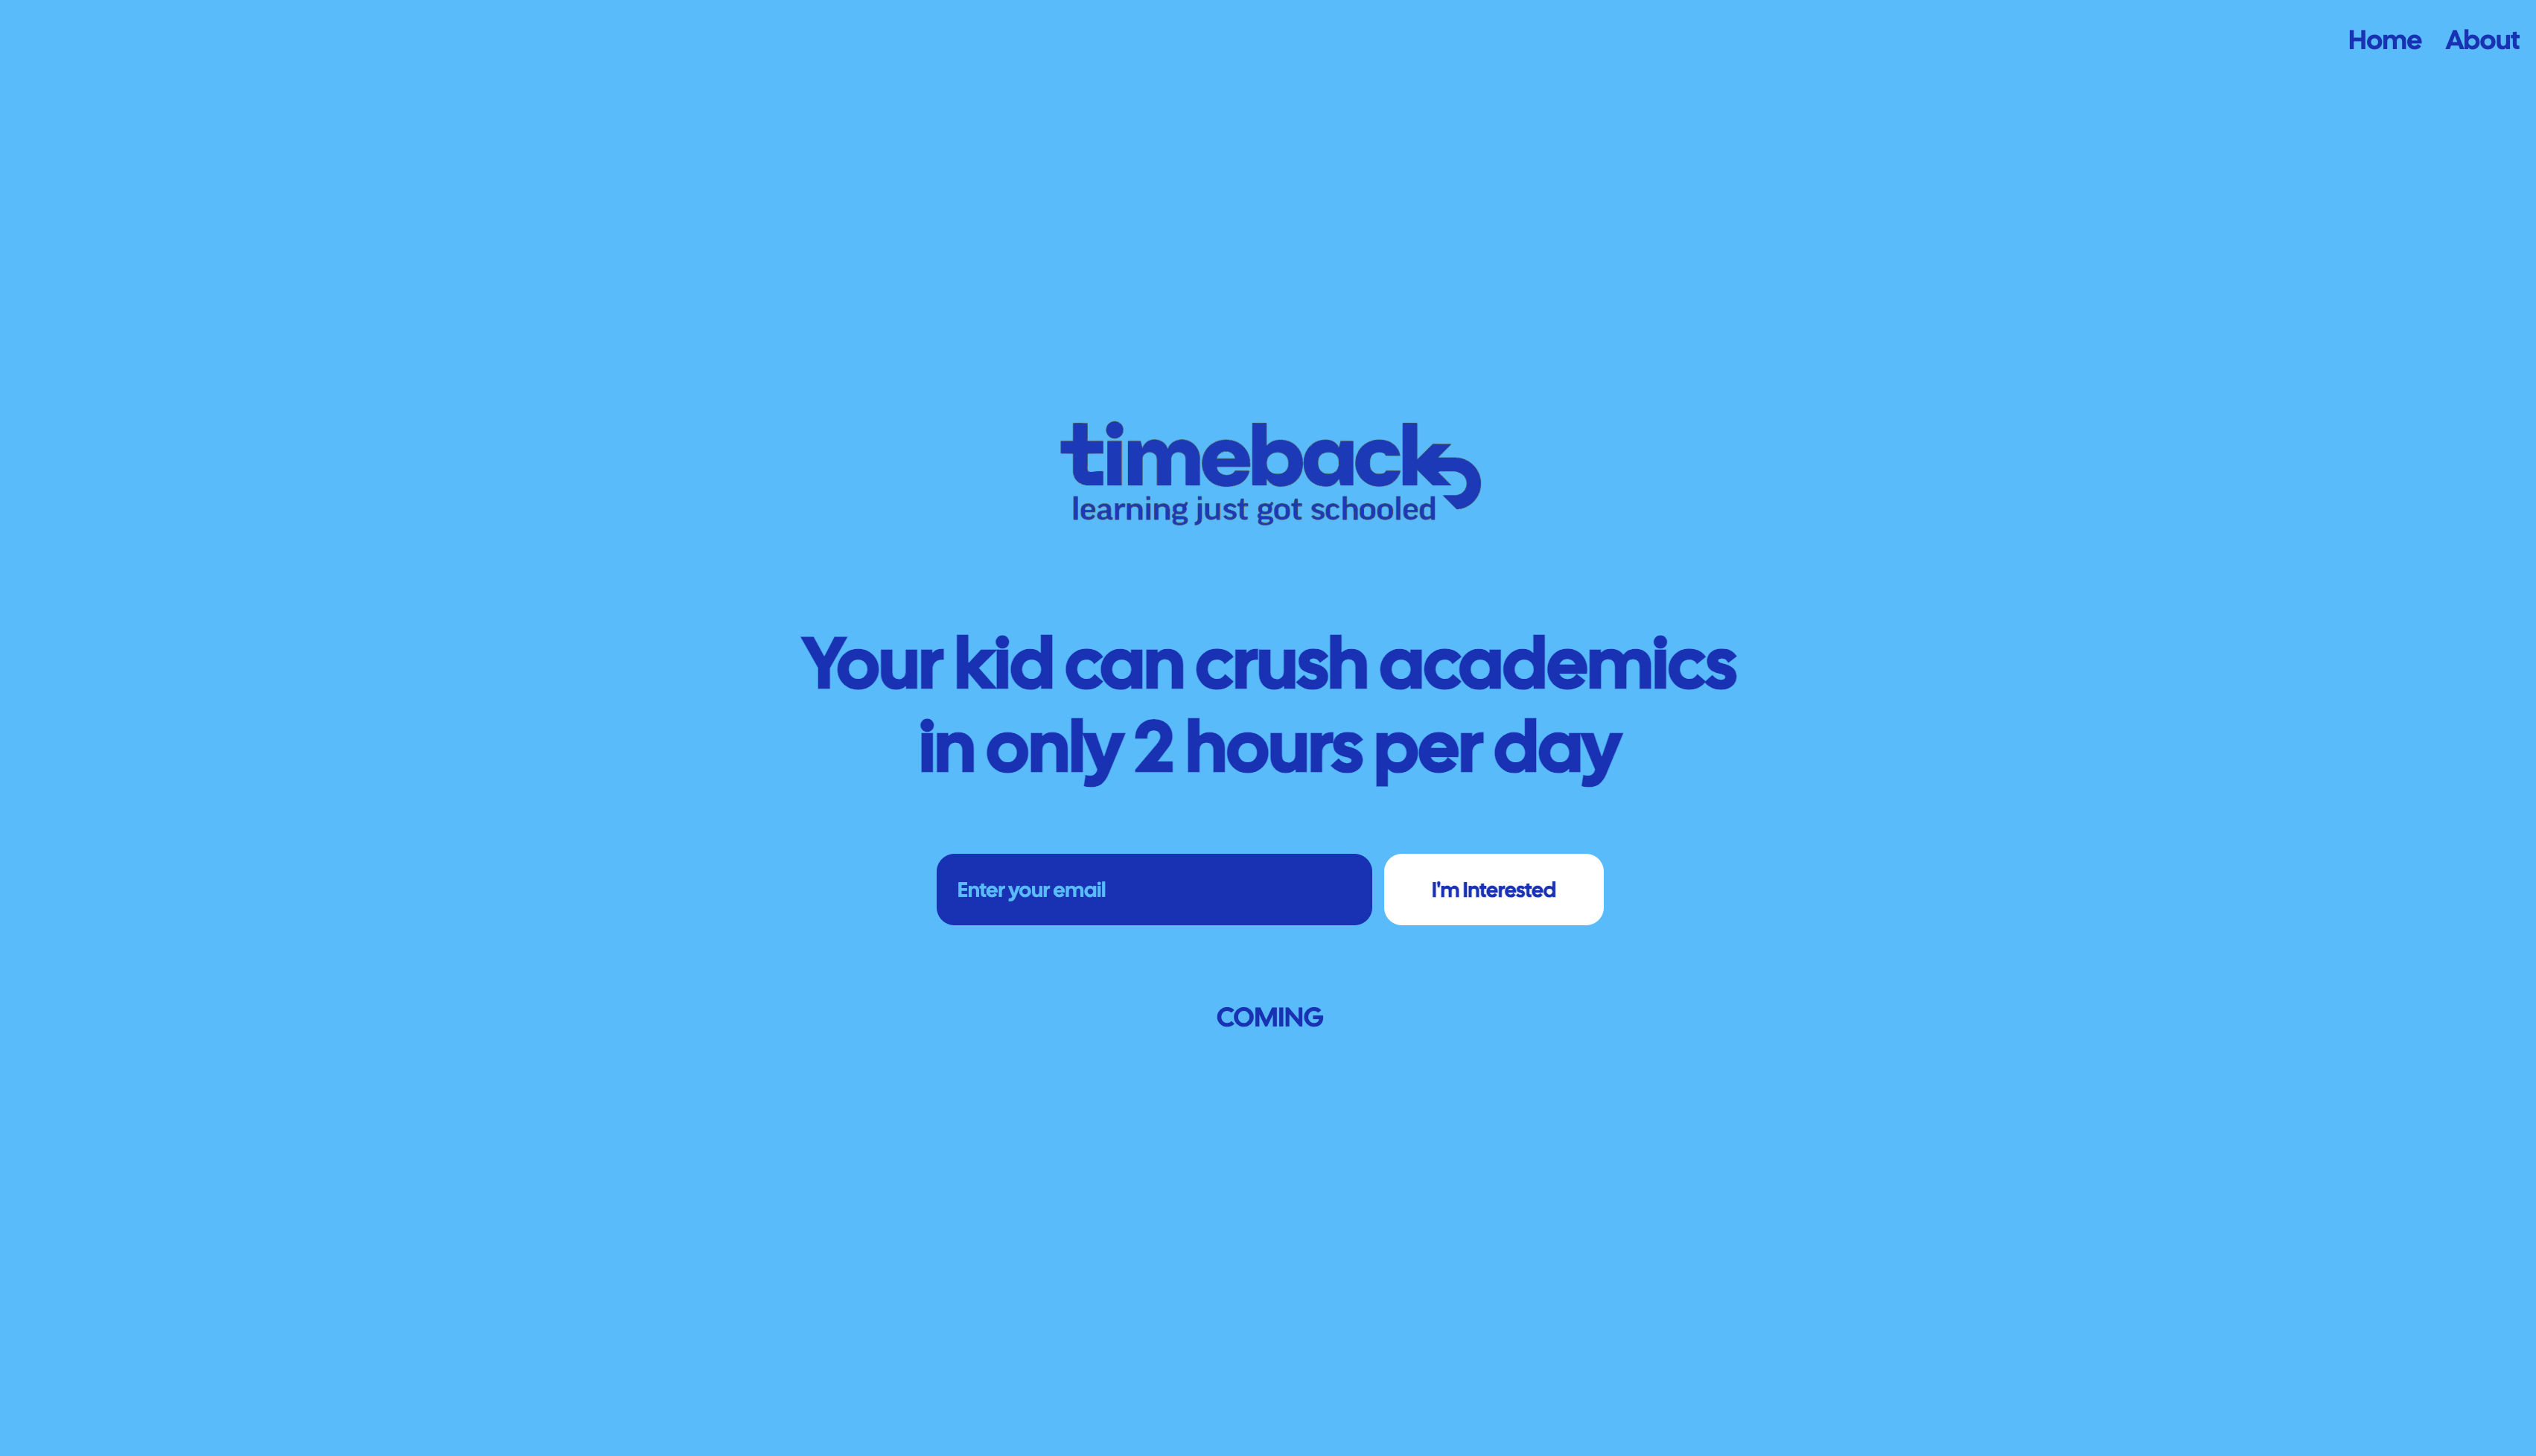 Home About
timeback
learning just got schooled
Your kid can crush academics
in only 2 hours per day
Enter your email
I'm Interested
COMING